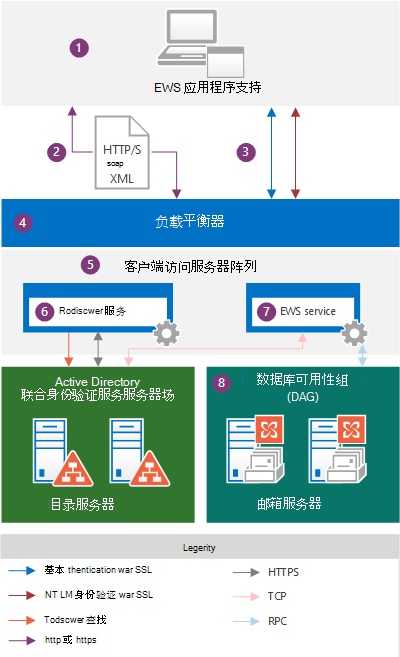 1
EWS 应用程序支持
2
HTTP/S
soap
XML
3
4
负载平衡器
5
客户端访问服务器阵列
6
Rodiscwer服务
7
EWS service
Active Directory
联合身份验证服务服务器场
目录服务器
8
数据库可用性组
(DAG)
邮箱服务器
Legerity
基本 thentication war SSL
NT LM 身份验证 war SSL
Todscwer 查找
http 或 https
HTTPS
TCP
RPC